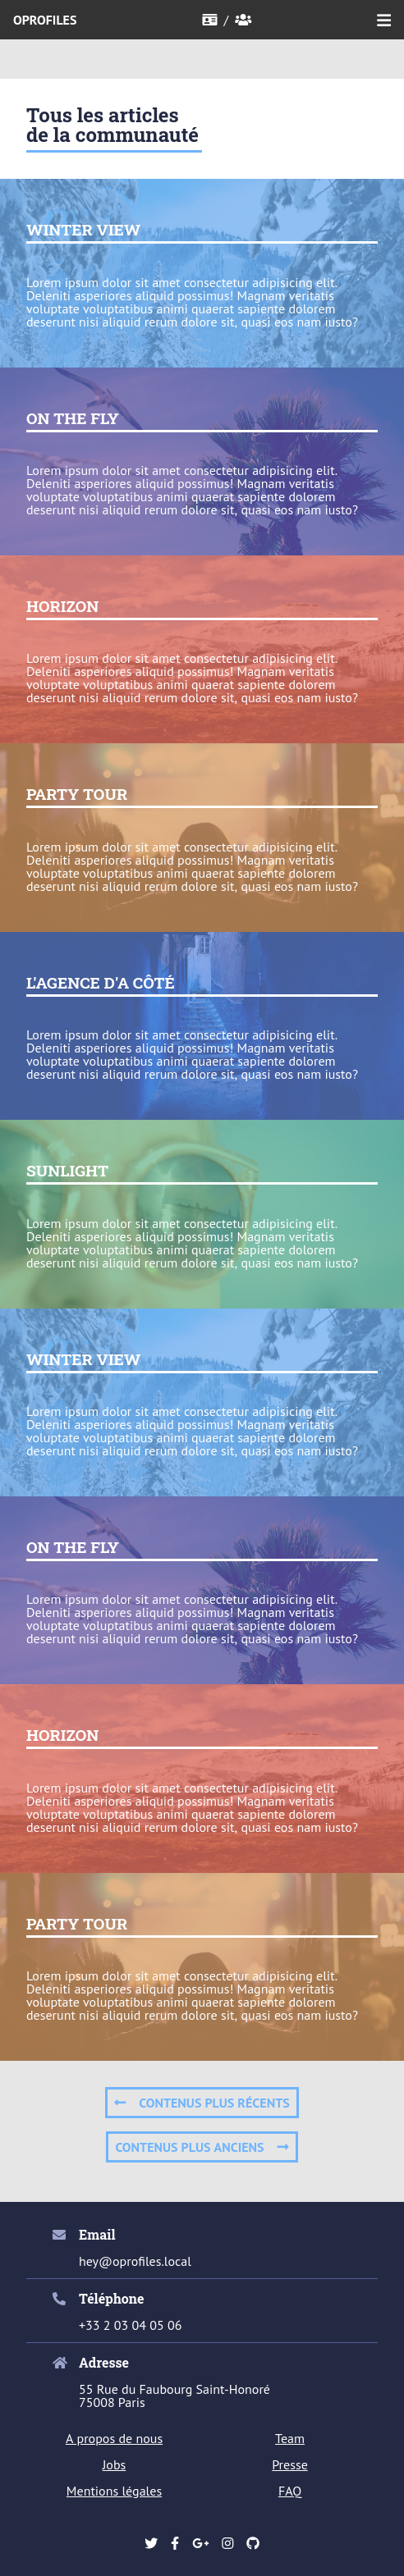 OPROFILES
/
Tous les articles
de la communauté
WINTER VIEW
Lorem ipsum dolor sit amet consectetur adipisicing elit.
Deleniti asperiores aliquid possimus! Magnam veritatis
voluptate voluptatibus animi quaerat sapiente dolorem
deserunt nisi aliquid rerum dolore sit, quasi eos nam iusto?
ON THE FLY
Lorem ipsum dolor sit amet consectetur adipisicing elit.
Deleniti asperiores aliquid possimus! Magnam veritatis
voluptate voluptatibus animi quaerat sapiente dolorem
deserunt nisi aliquid rerum dolore sit, quasi eos nam iusto?
HORIZON
Lorem ipsum dolor sit amet consectetur adipisicing elit.
Deleniti asperiores aliquid possimus! Magnam veritatis
voluptate voluptatibus animi quaerat sapiente dolorem
deserunt nisi aliquid rerum dolore sit, quasi eos nam iusto?
PARTY TOUR
Lorem ipsum dolor sit amet consectetur adipisicing elit.
Deleniti asperiores aliquid possimus! Magnam veritatis
voluptate voluptatibus animi quaerat sapiente dolorem
deserunt nisi aliquid rerum dolore sit, quasi eos nam iusto?
L'AGENCE D'A CÔTÉ
Lorem ipsum dolor sit amet consectetur adipisicing elit.
Deleniti asperiores aliquid possimus! Magnam veritatis
voluptate voluptatibus animi quaerat sapiente dolorem
deserunt nisi aliquid rerum dolore sit, quasi eos nam iusto?
SUNLIGHT
Lorem ipsum dolor sit amet consectetur adipisicing elit.
Deleniti asperiores aliquid possimus! Magnam veritatis
voluptate voluptatibus animi quaerat sapiente dolorem
deserunt nisi aliquid rerum dolore sit, quasi eos nam iusto?
WINTER VIEW
Lorem ipsum dolor sit amet consectetur adipisicing elit.
Deleniti asperiores aliquid possimus! Magnam veritatis
voluptate voluptatibus animi quaerat sapiente dolorem
deserunt nisi aliquid rerum dolore sit, quasi eos nam iusto?
ON THE FLY
Lorem ipsum dolor sit amet consectetur adipisicing elit.
Deleniti asperiores aliquid possimus! Magnam veritatis
voluptate voluptatibus animi quaerat sapiente dolorem
deserunt nisi aliquid rerum dolore sit, quasi eos nam iusto?
HORIZON
Lorem ipsum dolor sit amet consectetur adipisicing elit.
Deleniti asperiores aliquid possimus! Magnam veritatis
voluptate voluptatibus animi quaerat sapiente dolorem
deserunt nisi aliquid rerum dolore sit, quasi eos nam iusto?
PARTY TOUR
Lorem ipsum dolor sit amet consectetur adipisicing elit.
Deleniti asperiores aliquid possimus! Magnam veritatis
voluptate voluptatibus animi quaerat sapiente dolorem
deserunt nisi aliquid rerum dolore sit, quasi eos nam iusto?
← CONTENUS PLUS RÉCENTS
CONTENUS PLUS ANCIENS →
Email
hey@oprofiles.local
Téléphone
+33 2 03 04 05 06
Adresse
55 Rue du Faubourg Saint-Honoré
75008 Paris
A propos de nous
Team
Jobs
Presse
Mentions légales
FAQ